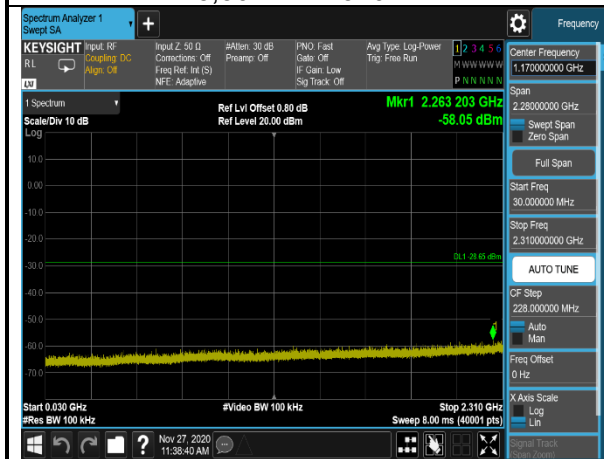 Spectrum Analyzer 1
Swept SA
Frequency
KEYSIGHT
RL
LXI
Input: RF
Coupling: DC
Align: Off
Input Z: 50 Ω
Corrections: Off
Freq Ref: Int (S)
NFE: Adaptive
#Atten: 30 dB
Preamp: Off
PNO: Fast
Gate: Off
IF Gain: Low
Sig Track: Off
Avg Type: Log-Power
Trig: Free Run
1 2 3 4 5 6
M W W W W W
P N N N N N
1 Spectrum
Scale/Div 10 dB
Log
Ref Lvl Offset 0.80 dB
Ref Level 20.00 dBm
Mkr1 2.263 203 GHz
-58.05 dBm
10.0
0.00
-10.0
-20.0
-30.0
-40.0
-50.0
-60.0
-70.0
Start 0.030 GHz
#Res BW 100 kHz
#Video BW 100 kHz
Stop 2.310 GHz
Sweep 8.00 ms (40001 pts)
Center Frequency
1.170000000 GHz
Span
2.28000000 GHz
Swept Span
Zero Span
Full Span
Start Freq
30.000000 MHz
Stop Freq
2.310000000 GHz
AUTO TUNE
CF Step
228.000000 MHz
Auto
Man
Freq Offset
0 Hz
X Axis Scale
Log
Lin
Signal Track
(Span Zoom)
?
Nov 27, 2020
11:38:40 AM